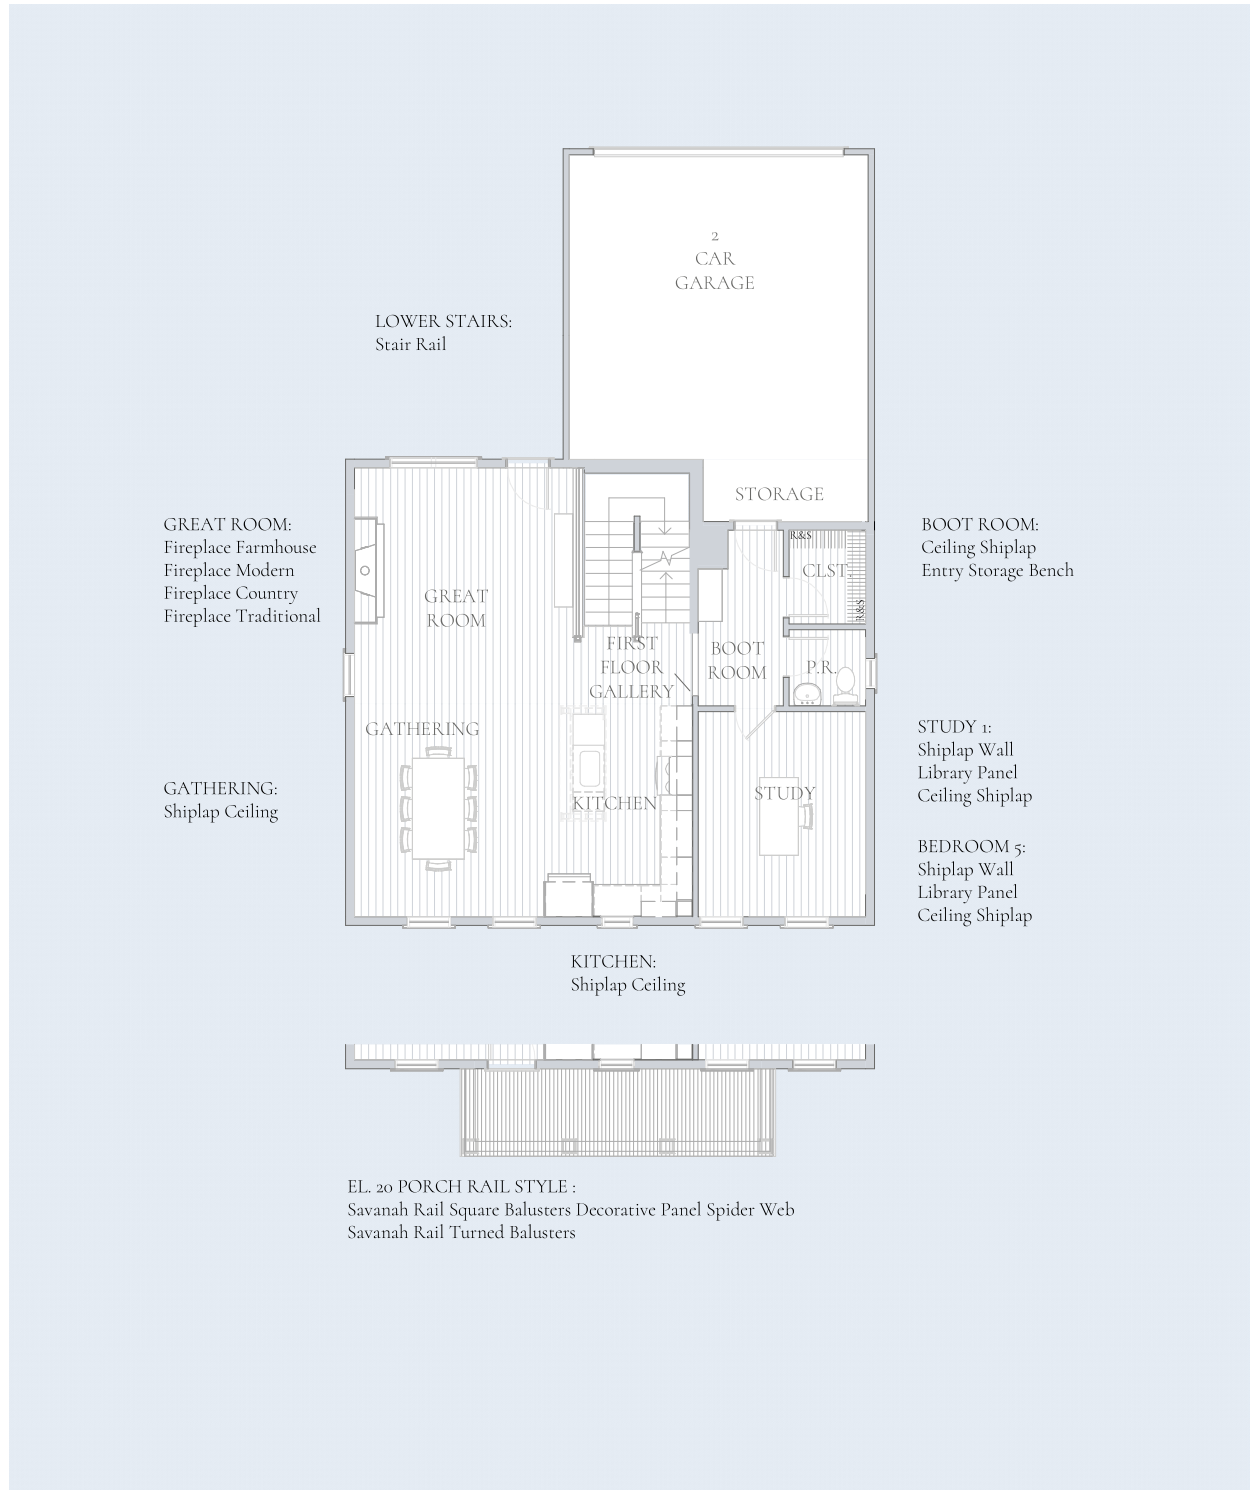 2
CAR
GARAGE
LOWER STAIRS:
Stair Rail
STORAGE
GREAT ROOM:
Fireplace Farmhouse
Fireplace Modern
Fireplace Country
Fireplace Traditional
BOOT ROOM:
Ceiling Shiplap
Entry Storage Bench
R&S
CLST.
R&S
GREAT
ROOM
FIRST
FLOOR
GALLERY
BOOT
ROOM
P.R.
GATHERING
STUDY 1:
Shiplap Wall
Library Panel
Ceiling Shiplap
GATHERING:
Shiplap Ceiling
KITCHEN
STUDY
BEDROOM 5:
Shiplap Wall
Library Panel
Ceiling Shiplap
KITCHEN:
Shiplap Ceiling
EL. 20 PORCH RAIL STYLE :
Savanah Rail Square Balusters Decorative Panel Spider Web
Savanah Rail Turned Balusters